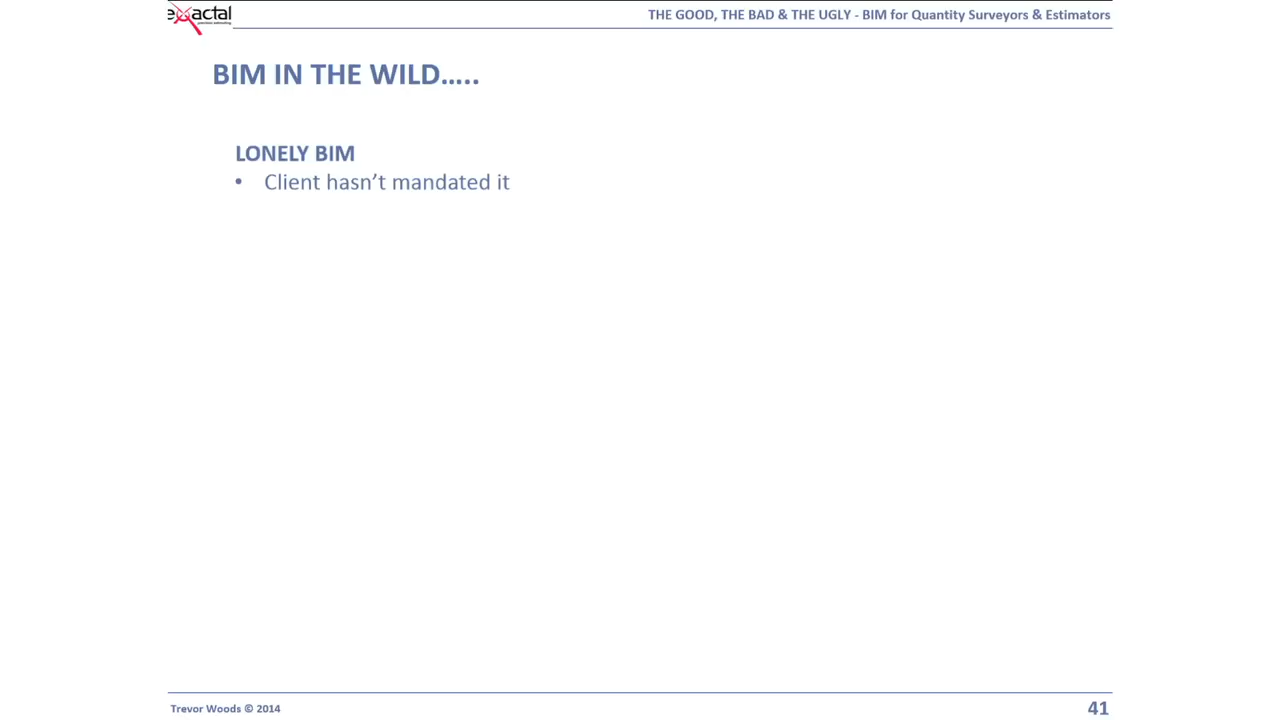 exactal
THE GOOD, THE BAD & THE UGLY - BIM for Quantity Surveyors & Estimators
BIM IN THE WILD…..
LONELY BIM
• Client hasn’t mandated it
Trevor Woods © 2014
41